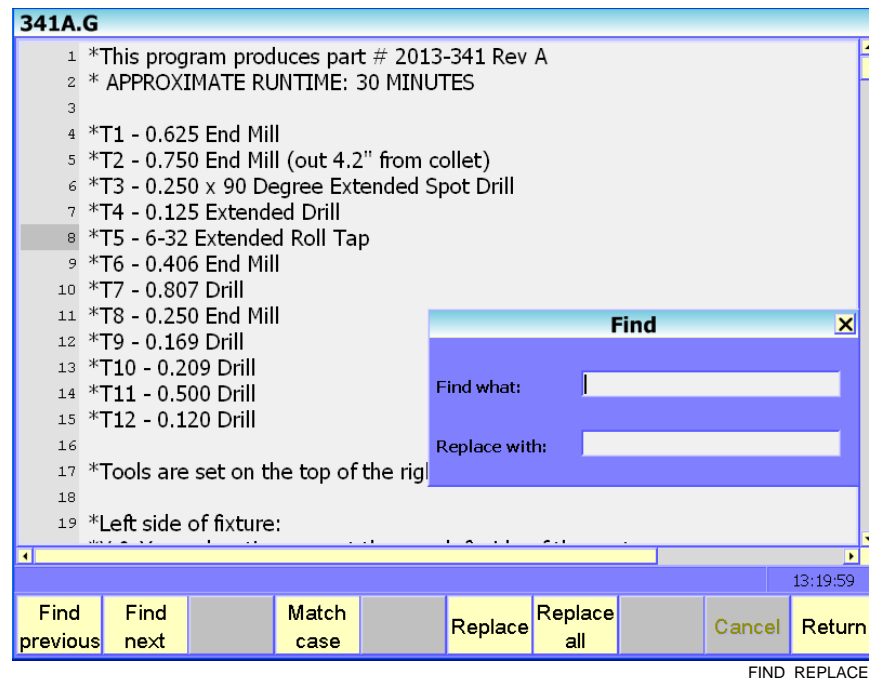 341A.G
1 *This program produces part # 2013-341 Rev A
2 * APPROXIMATE RUNTIME: 30 MINUTES
3
4 *T1 - 0.625 End Mill
5 *T2 - 0.750 End Mill (out 4.2" from collet)
6 *T3 - 0.250 x 90 Degree Extended Spot Drill
7 *T4 - 0.125 Extended Drill
8 *T5 - 6-32 Extended Roll Tap
9 *T6 - 0.406 End Mill
10 *T7 - 0.807 Drill
11 *T8 - 0.250 End Mill
12 *T9 - 0.169 Drill
13 *T10 - 0.209 Drill
14 *T11 - 0.500 Drill
15 *T12 - 0.120 Drill
16
17 *Tools are set on the top of the
18
19 *Left side of fixture:
Find
Find what:
Replace with:
13:19:59
Find previous
Find next
Match case
Replace
Replace all
Cancel
Return
FIND REPLACE